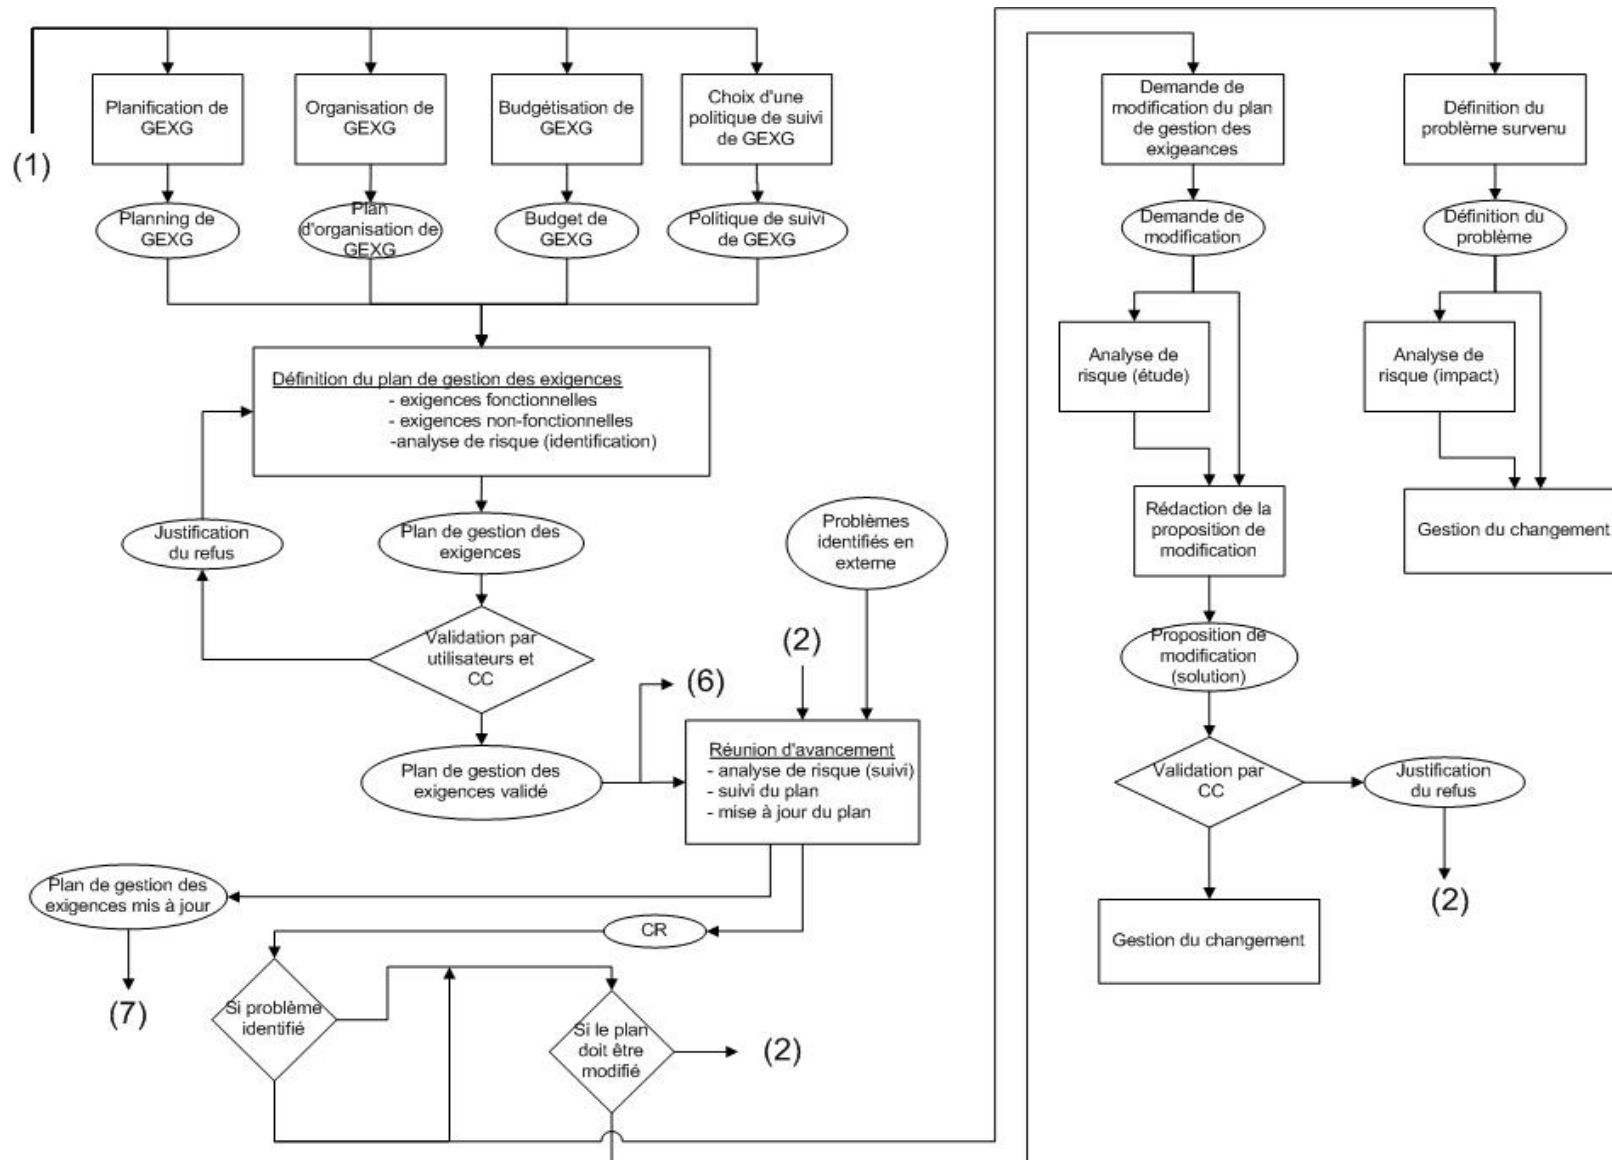 (1)
Planification de
GEXG
Organisation de
GEXG
Budgétisation de
GEXG
Choix d'une
politique de suivi
de GEXG
Planning de
GEXG
Plan
d'organisation de
GEXG
Budget de
GEXG
Politique de suivi
de GEXG
Définition du plan de gestion des exigences
- exigences fonctionnelles
- exigences non-fonctionnelles
-analyse de risque (identification)
Justification
du refus
Plan de gestion des
exigences
Problèmes
identifiés en
externe
Validation par
utilisateurs et
CC
(2)
(6)
Plan de gestion des
exigences validé
Réunion d'avancement
- analyse de risque (suivi)
- suivi du plan
- mise à jour du plan
Plan de gestion des
exigences mis à jour
CR
(7)
Si problème
identifié
Si le plan
doit être
modifié
(2)
Demande de
modification du plan
de gestion des
exigeances
Définition du
problème survenu
Demande de
modification
Définition du
problème
Analyse de
risque (étude)
Analyse de
risque (impact)
Rédaction de la
proposition de
modification
Gestion du changement
Proposition de
modification
(solution)
Validation par
CC
Justification
du refus
(2)
Gestion du changement